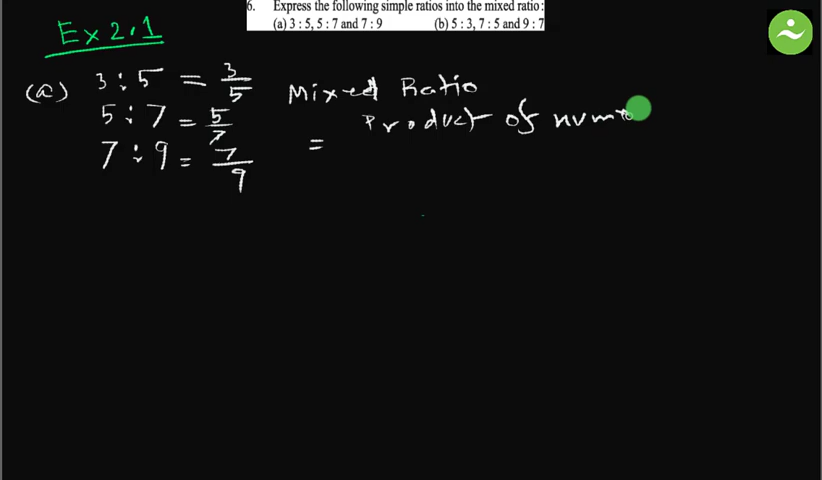 6. Express the following simple ratios into the mixed ratio:
(a) 3 : 5, 5 : 7 and 7 : 9 (b) 5 : 3, 7 : 5 and 9 : 7
Ex 2.1
(a) 3 : 5 = 3/5
5 : 7 = 5/7
7 : 9 = 7/9
Mixed Ratio
= Product of nume